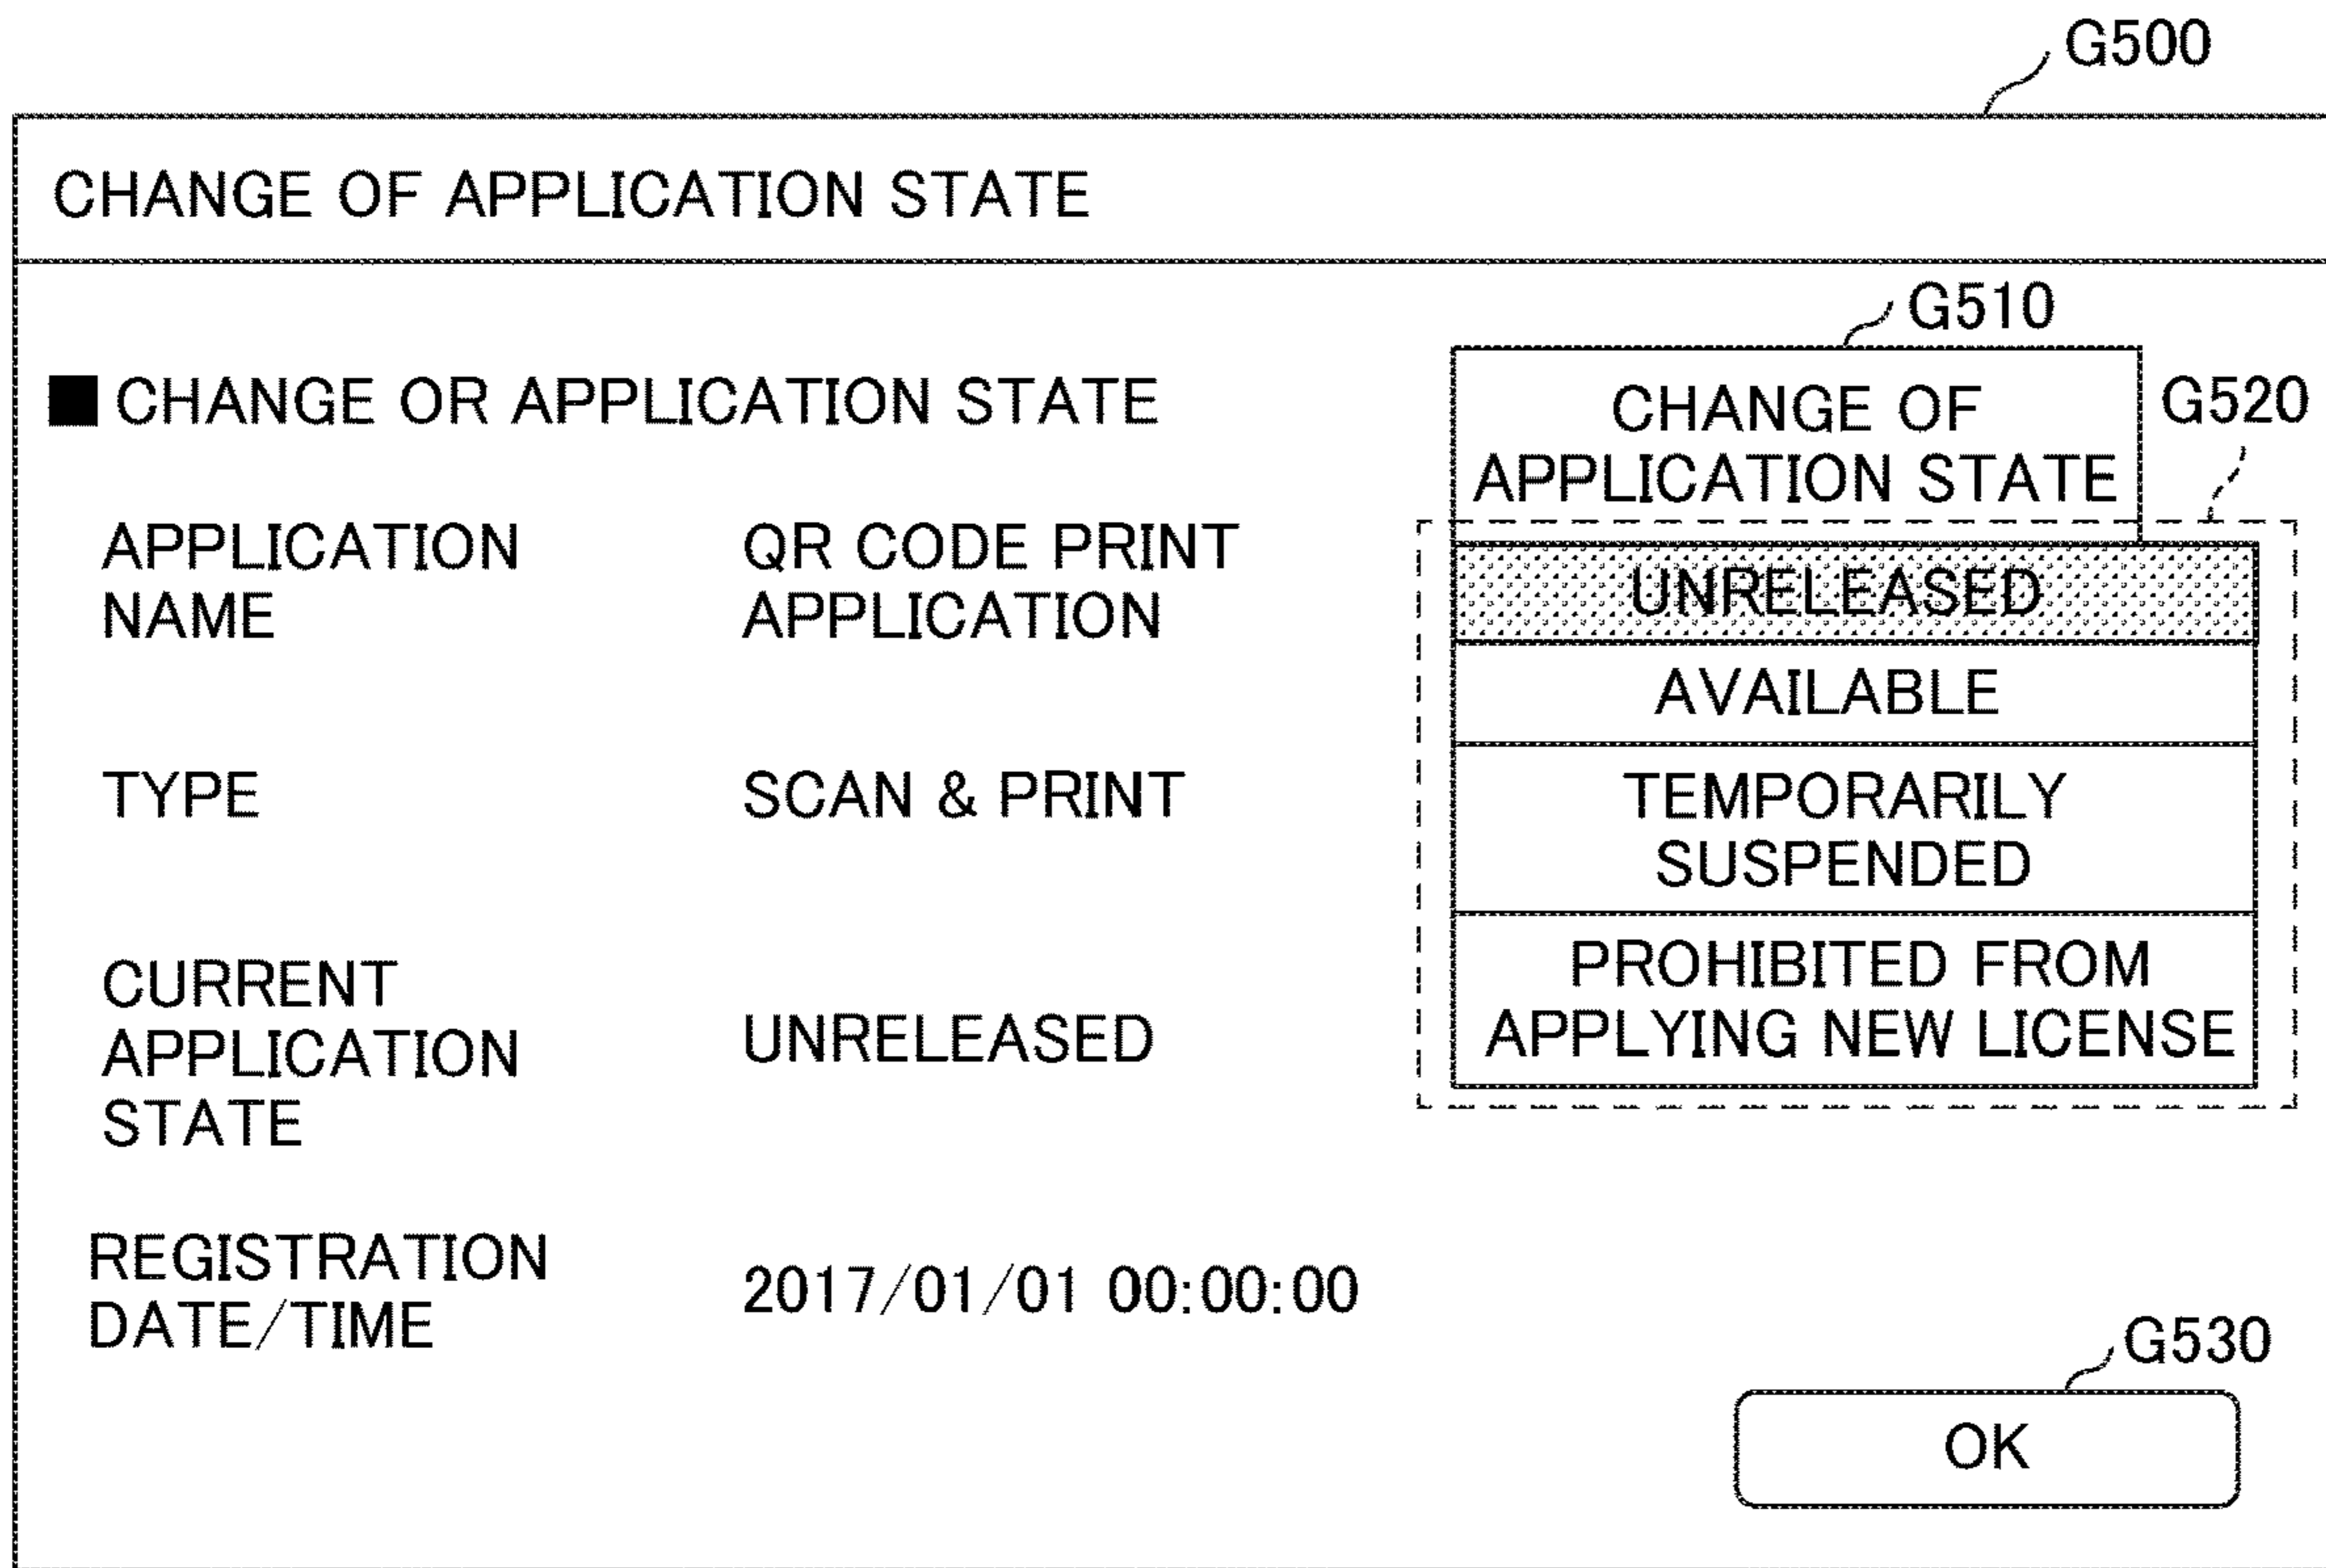 G500
CHANGE OF APPLICATION STATE
G510
■ CHANGE OR APPLICATION STATE
CHANGE OF
APPLICATION STATE
G520
APPLICATION
NAME
QR CODE PRINT
APPLICATION
UNRELEASED
AVAILABLE
TYPE
SCAN & PRINT
TEMPORARILY
SUSPENDED
CURRENT
APPLICATION
STATE
UNRELEASED
PROHIBITED FROM
APPLYING NEW LICENSE
REGISTRATION
DATE/TIME
2017/01/01 00:00:00
G530
OK